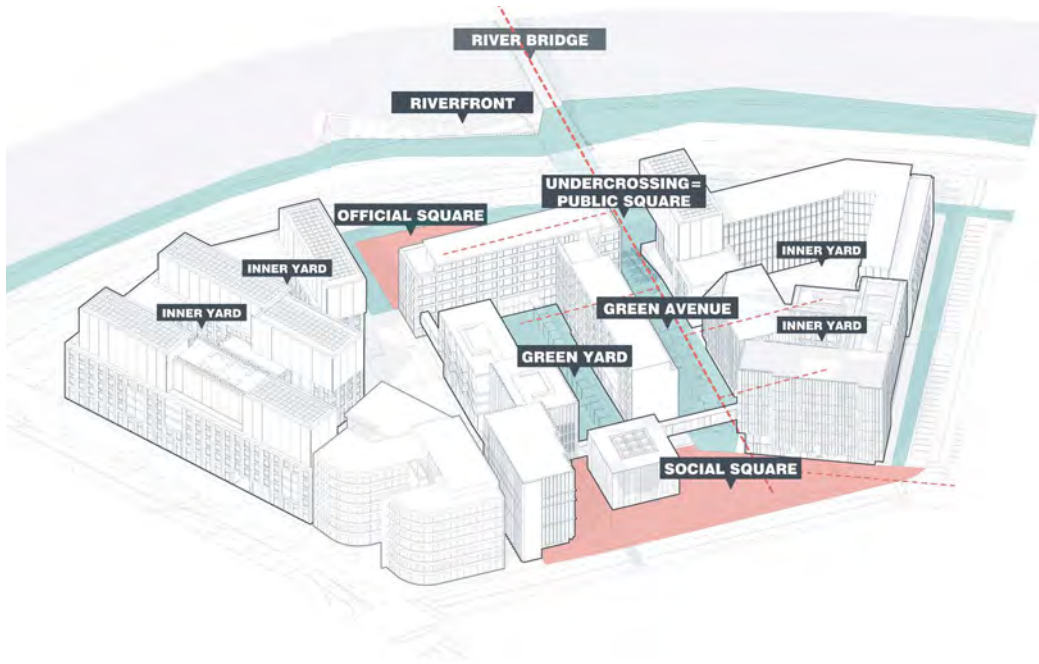 RIVER BRIDGE
RIVERFRONT
UNDERCROSSING=
PUBLIC SQUARE
OFFICIAL SQUARE
INNER YARD
INNER YARD
INNER YARD
GREEN AVENUE
INNER YARD
GREEN YARD
SOCIAL SQUARE